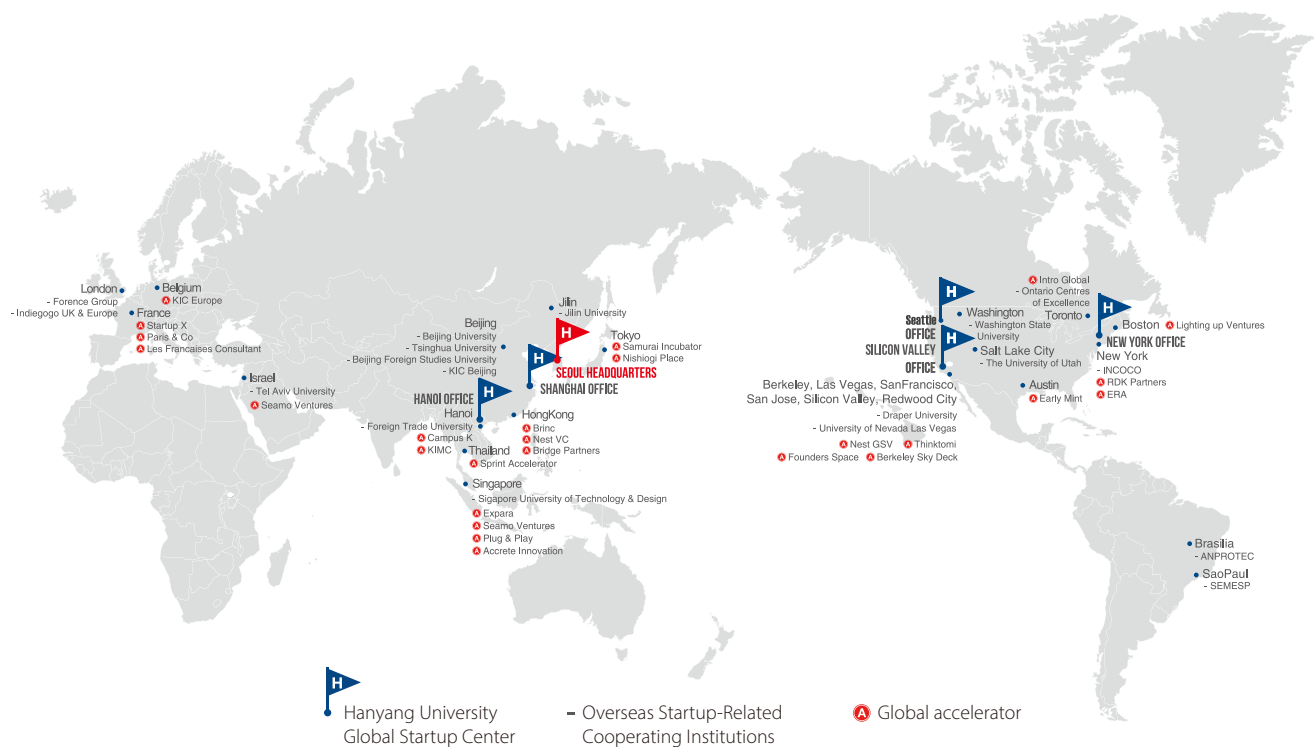 London
– Forence Group
– Indiegogo UK & Europe
Belgium
A KIC Europe
France
A Startup X
A Paris & Co
A Les Francaises Consultant
Israel
– Tel Aviv University
A Seamo Ventures
Beijing
– Beijing University
– Tsinghua University
– Beijing Foreign Studies University
– KIC Beijing
Jilin
– Jilin University
H
SEOUL HEADQUARTERS
Tokyo
A Samurai Incubator
A Nishiogi Place
H
SHANGHAI OFFICE
H
HANOI OFFICE
Hanoi
– Foreign Trade University
A Campus K
A KIMC
HongKong
A Brinc
A Nest VC
A Bridge Partners
Thailand
A Sprint Accelerator
Singapore
– Sigapore University of Technology & Design
A Expara
A Seamo Ventures
A Plug & Play
A Accrete Innovation
H
Seattle
OFFICE
H
SILICON VALLEY
OFFICE
Washington
– Washington State
University
Salt Lake City
– The University of Utah
Berkeley, Las Vegas, SanFrancisco,
San Jose, Silicon Valley, Redwood City
– Draper University
– University of Nevada Las Vegas
A Nest GSV A Thinktomi
A Founders Space A Berkeley Sky Deck
A Intro Global
– Ontario Centres
of Excellence
Toronto
H
NEW YORK OFFICE
Boston A Lighting up Ventures
New York
– INCOCO
A RDK Partners
A ERA
Austin
A Early Mint
Brasilia
– ANPROTEC
SaoPaul
– SEMESP
H
Hanyang University
Global Startup Center
– Overseas Startup-Related
Cooperating Institutions
A Global accelerator